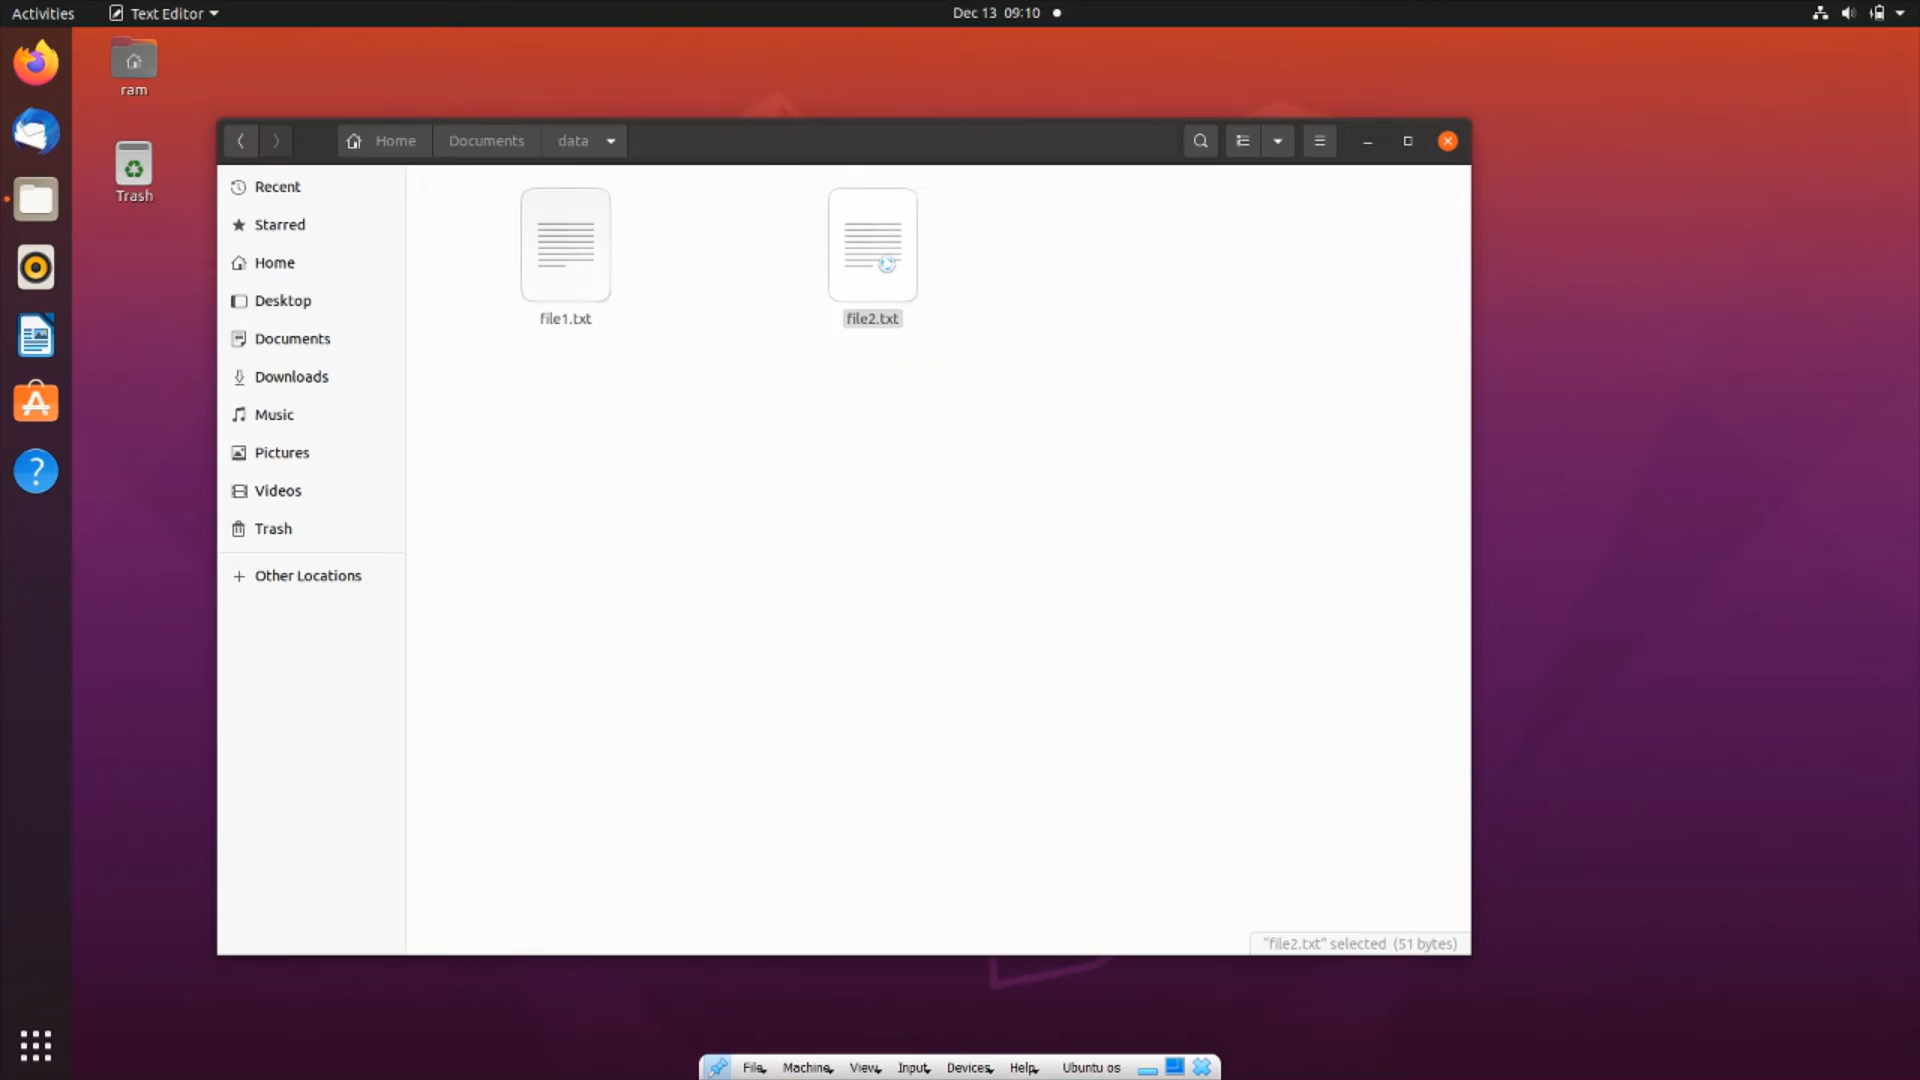 Activities Text Editor Dec 13 09:10
ram
Trash
Home Documents data
Recent
Starred
Home
Desktop
Documents
Downloads
Music
Pictures
Videos
Trash
Other Locations
file1.txt file2.txt
"file2.txt" selected (51 bytes)
File Machine View Input Devices Help Ubuntu os